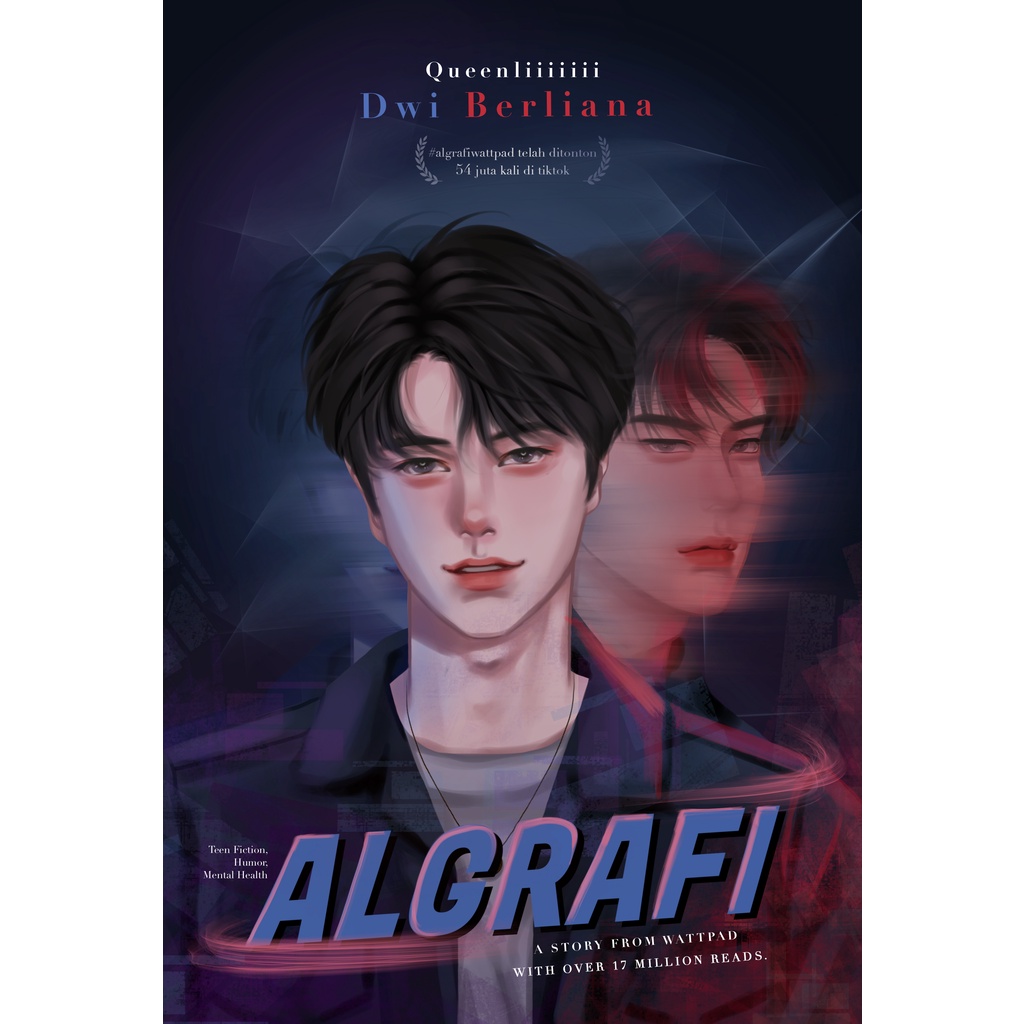 Queenliiiiiii
Dwi Berliana
#algrafiwattpad telah ditonton
54 juta kali di tiktok
Teen Fiction,
Humor,
Mental Health
ALGRAFI
A STORY FROM WATTPAD
WITH OVER 17 MILLION READS.